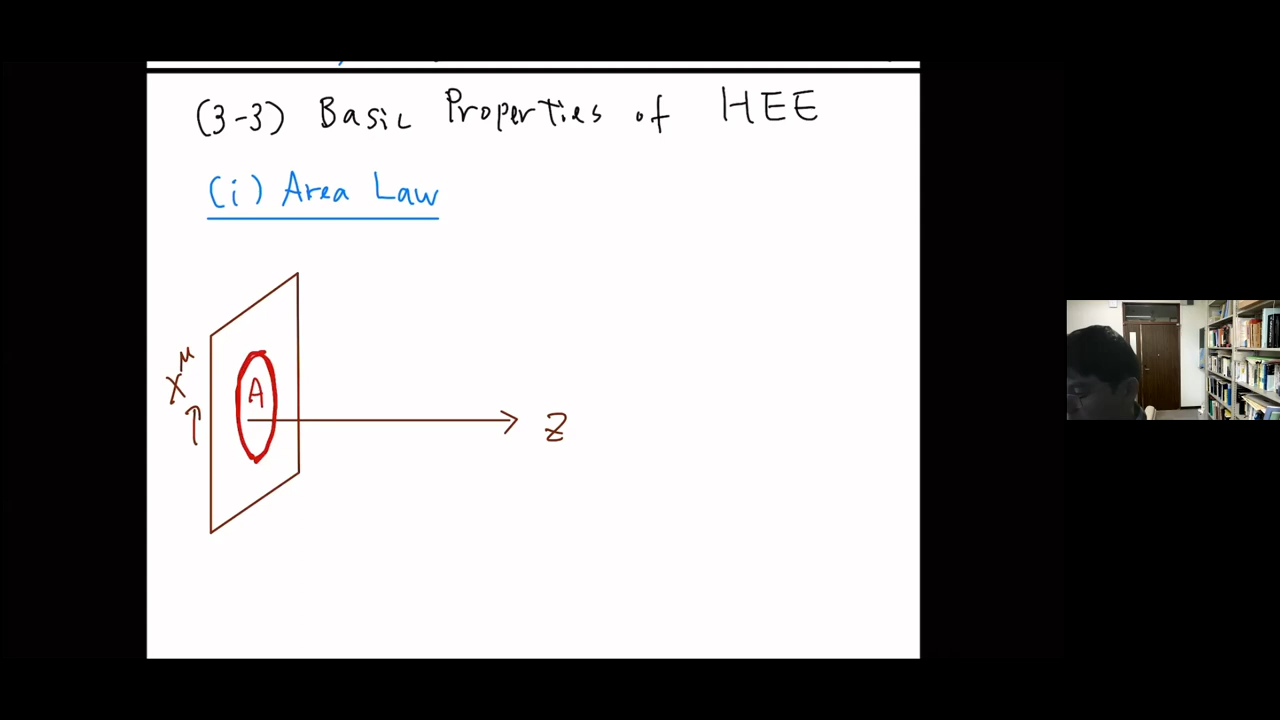 (3-3) Basic Properties of HEE
(i) Area Law
X^μ
A
Z